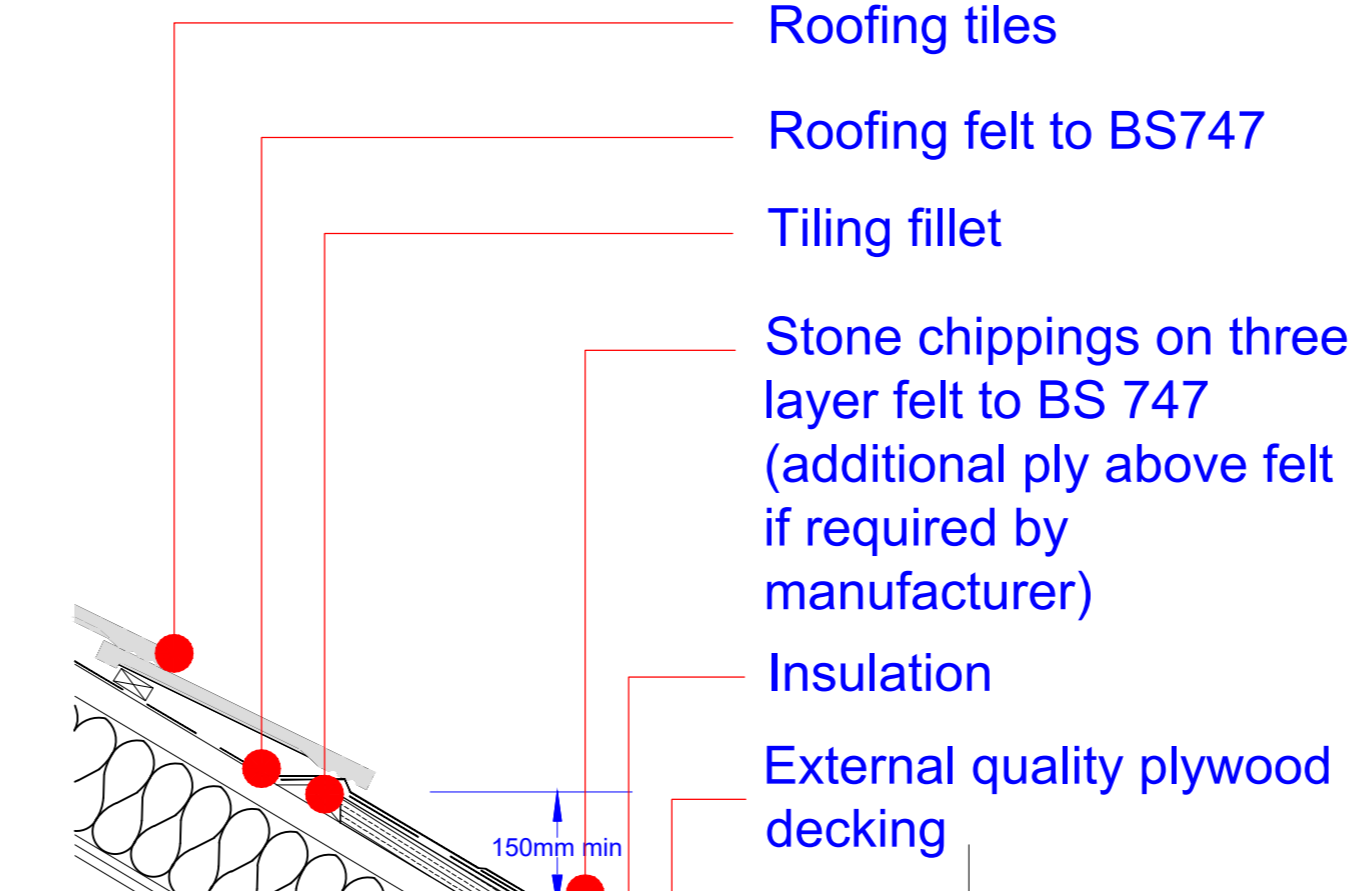 Roofing tiles
Roofing felt to BS747
Tiling fillet
Stone chippings on three
layer felt to BS 747
(additional ply above felt
if required by
manufacturer)
Insulation
External quality plywood
decking
150mm min